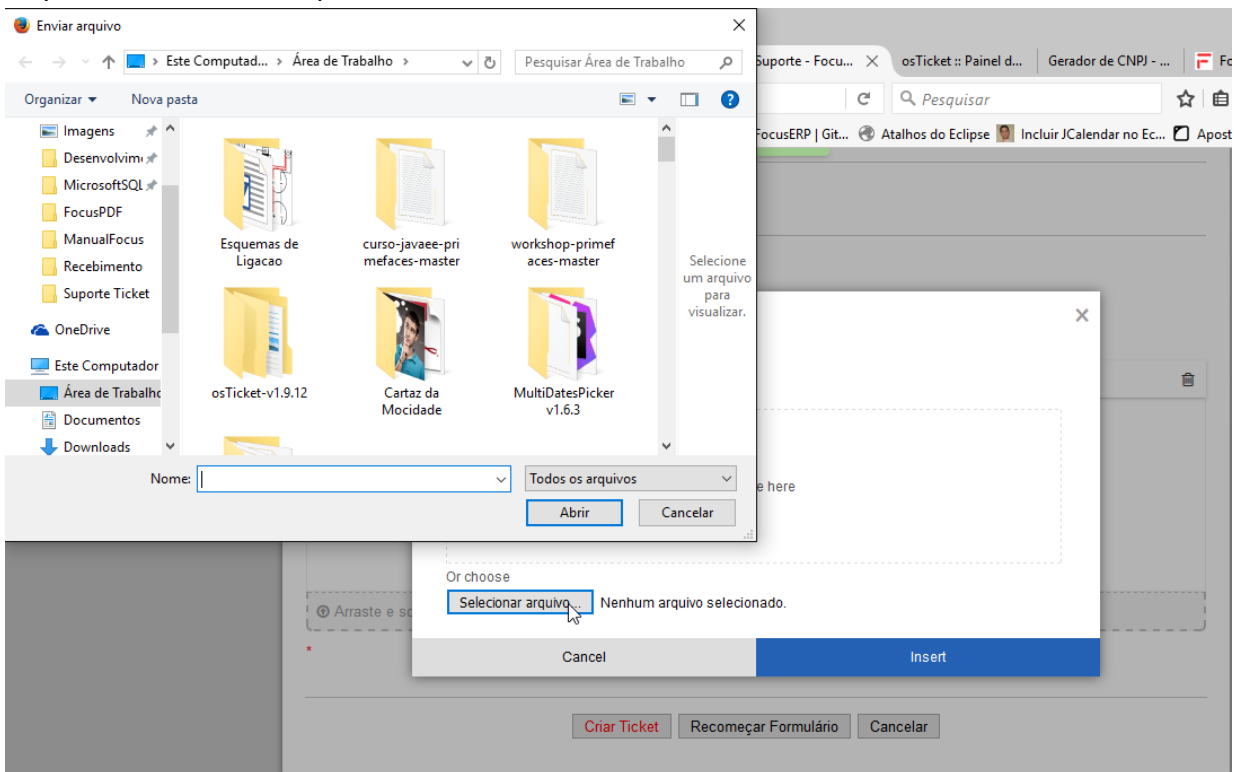 Enviar arquivo
Este Computad... > Área de Trabalho >
Pesquisar Área de Trabalho
Suporte - Focu...
osTicket :: Painel d...
Gerador de CNPJ - ...
Organizar
Nova pasta
Pesquisar
FocusERP | Git...
Atalhos do Eclipse
Incluir JCalendar no Ec...
Apost
Imagens
Desenvolvim
MicrosoftSQL
FocusPDF
ManualFocus
Recebimento
Suporte Ticket
OneDrive
Este Computador
Área de Trabalho
Documentos
Downloads
Esquemas de
Ligacao
curso-javaee-pri
mefaces-master
workshop-primef
aces-master
osTicket-v1.9.12
Cartaz da
Mocidade
MultiDatesPicker
v1.6.3
Selecione
um arquivo
para
visualizar.
Nome:
Todos os arquivos
Abrir
Cancelar
e here
Or choose
Selecionar arquivo...
Nenhum arquivo selecionado.
Arraste e so
*
Cancel
Insert
Criar Ticket
Recomeçar Formulário
Cancelar